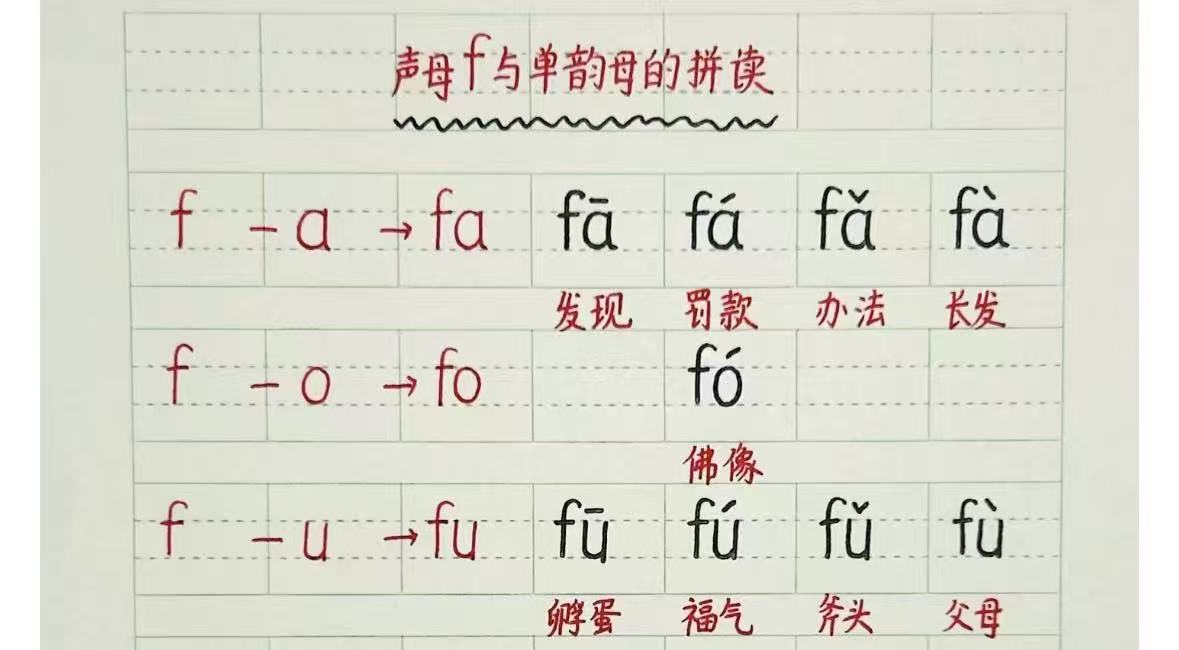 声母f与单韵母的拼读
f - a → fa fā fá fǎ fà
发现 罚款 办法 长发
f - o → fo fó
佛像
f - u → fu fū fú fǔ fù
孵蛋 福气 斧头 父母